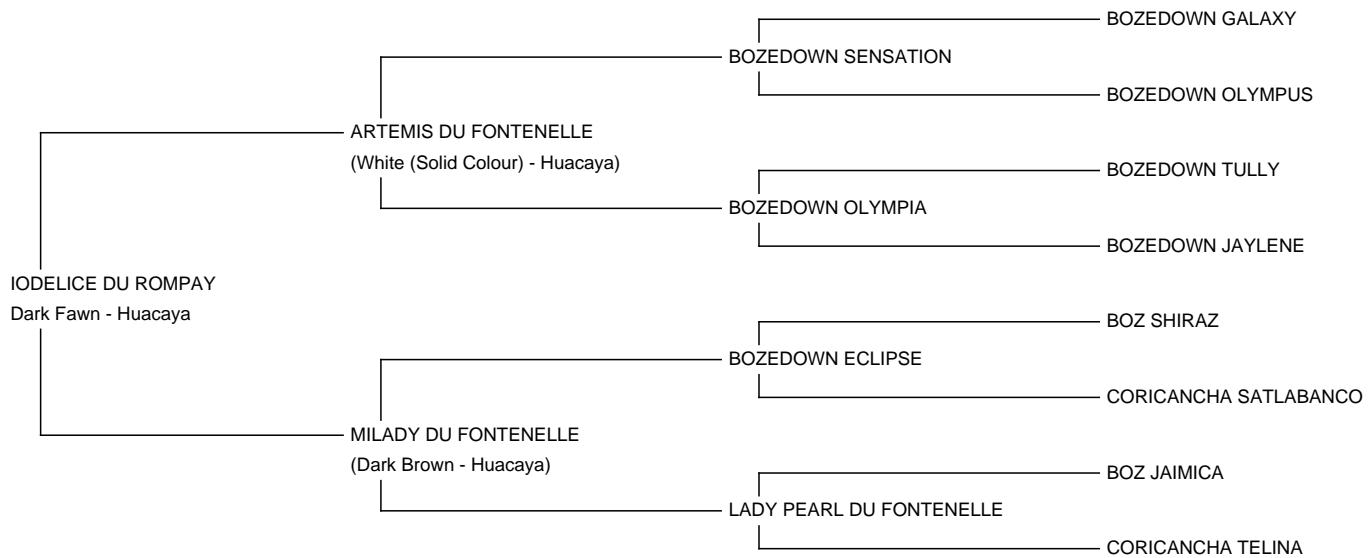 BOZEDOWN GALAXY
BOZEDOWN SENSATION
BOZEDOWN OLYMPUS
ARTEMIS DU FONTENELLE
(White (Solid Colour) - Huacaya)
BOZEDOWN TULLY
BOZEDOWN OLYMPIA
BOZEDOWN JAYLENE
IODELICE DU ROMPAY
Dark Fawn - Huacaya
BOZ SHIRAZ
BOZEDOWN ECLIPSE
CORICANCHA SATLABANCO
MILADY DU FONTENELLE
(Dark Brown - Huacaya)
BOZ JAIMICA
LADY PEARL DU FONTENELLE
CORICANCHA TELINA